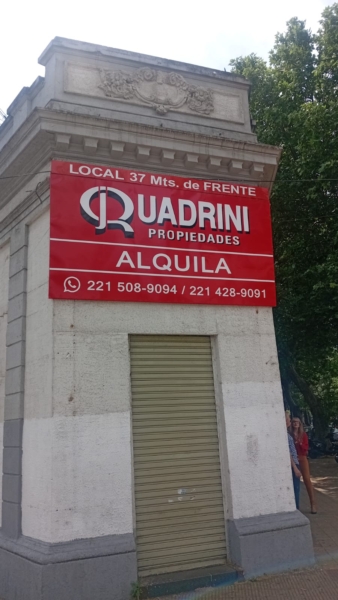 LOCAL 37 Mts. de FRENTE
QUADRINI
PROPIEDADES
ALQUILA
221 508-9094 / 221 428-9091